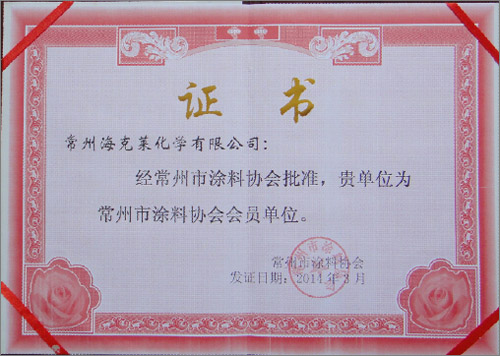 证 书
常州海克莱化学有限公司:
经常州市涂料协会批准，贵单位为
常州市涂料协会会员单位。
常州市涂料协会
发证日期:2014年3月